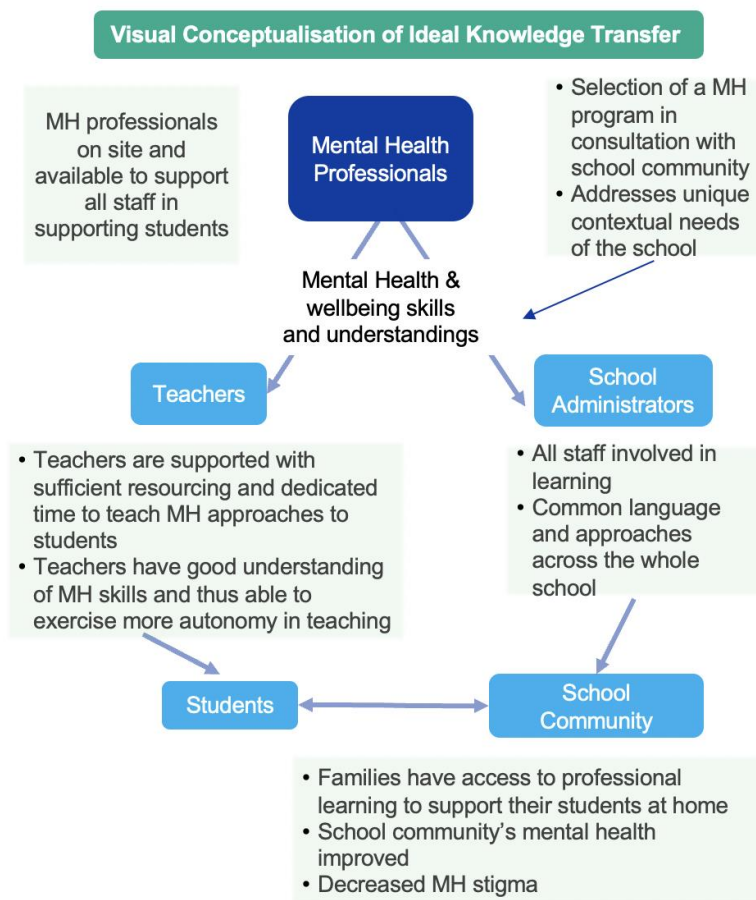 Visual Conceptualisation of Ideal Knowledge Transfer
MH professionals
on site and
available to support
all staff in
supporting students
Mental Health
Professionals
• Selection of a MH
program in
consultation with
school community
• Addresses unique
contextual needs
of the school
Mental Health &
wellbeing skills
and understandings
Teachers
School
Administrators
• Teachers are supported with
sufficient resourcing and dedicated
time to teach MH approaches to
students
• Teachers have good understanding
of MH skills and thus able to
exercise more autonomy in teaching
• All staff involved in
learning
• Common language
and approaches
across the whole
school
Students
School
Community
• Families have access to professional
learning to support their students at home
• School community’s mental health
improved
• Decreased MH stigma